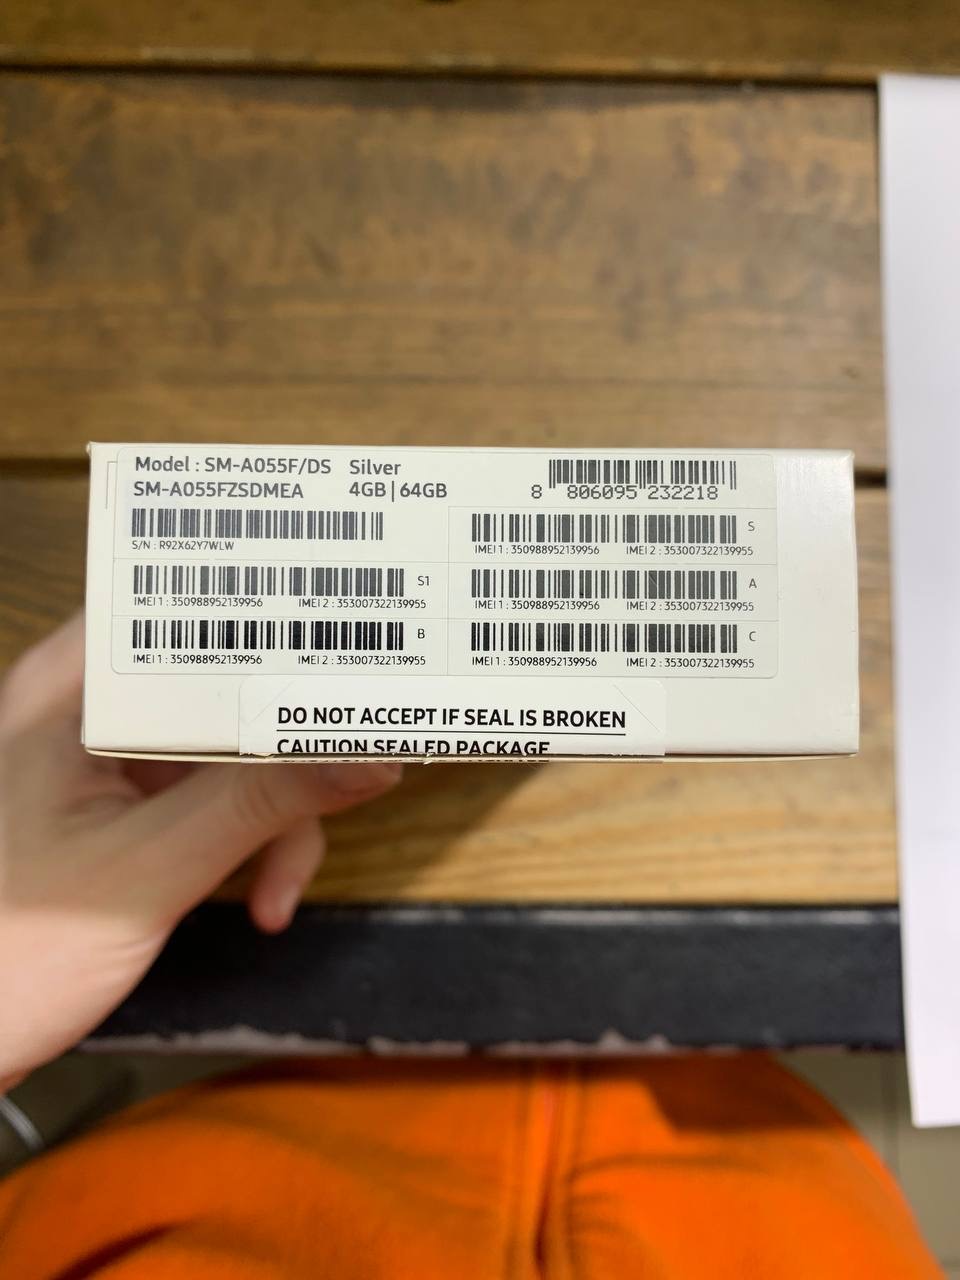 Model : SM-A055F/DS Silver
SM-A055FZSDMEA 4GB | 64GB
8 806095 232218
S/N : R92X62Y7WLW
S
IMEI 1 : 350988952139956 IMEI 2 : 353007322139955
S1
IMEI 1 : 350988952139956 IMEI 2 : 353007322139955
A
IMEI 1 : 350988952139956 IMEI 2 : 353007322139955
B
IMEI 1 : 350988952139956 IMEI 2 : 353007322139955
C
IMEI 1 : 350988952139956 IMEI 2 : 353007322139955
DO NOT ACCEPT IF SEAL IS BROKEN
CAUTION SEALED PACKAGE